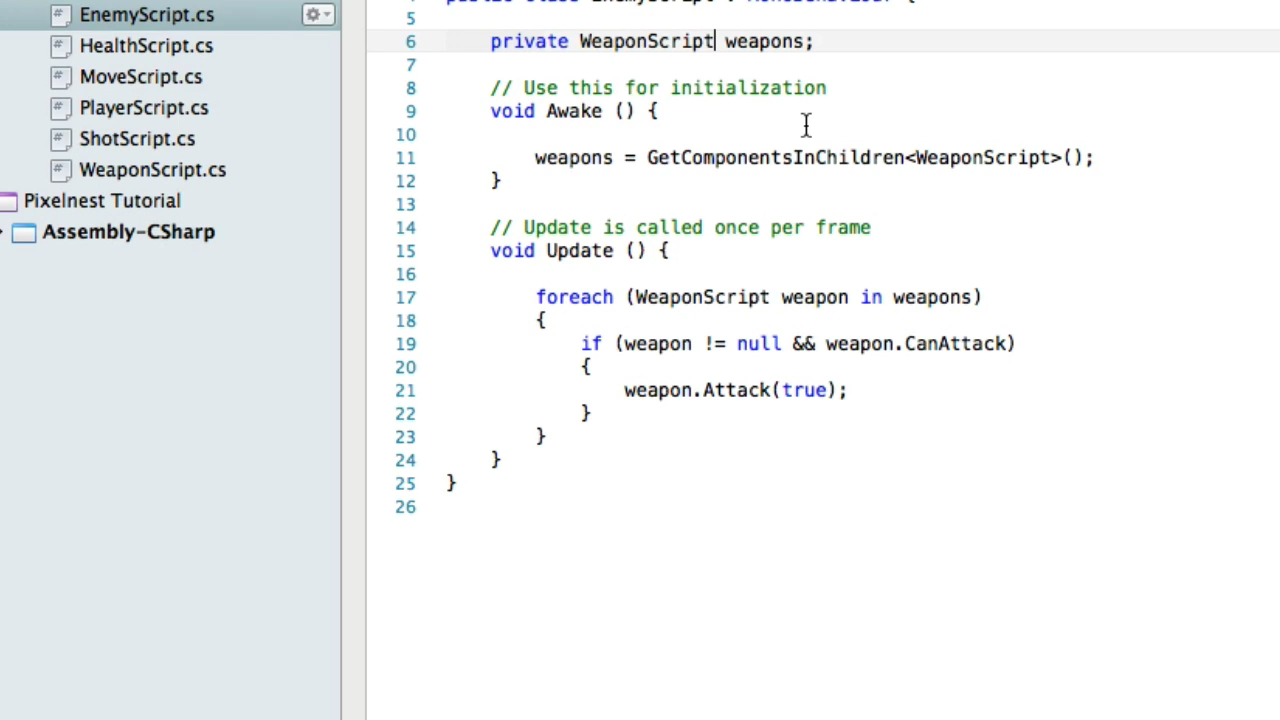 EnemyScript.cs
HealthScript.cs
MoveScript.cs
PlayerScript.cs
ShotScript.cs
WeaponScript.cs
Pixelnest Tutorial
Assembly-CSharp
5
6 private WeaponScript weapons;
7
8 // Use this for initialization
9 void Awake () {
10
11 weapons = GetComponentsInChildren<WeaponScript>();
12 }
13
14 // Update is called once per frame
15 void Update () {
16
17 foreach (WeaponScript weapon in weapons)
18 {
19 if (weapon != null && weapon.CanAttack)
20 {
21 weapon.Attack(true);
22 }
23 }
24 }
25 }
26